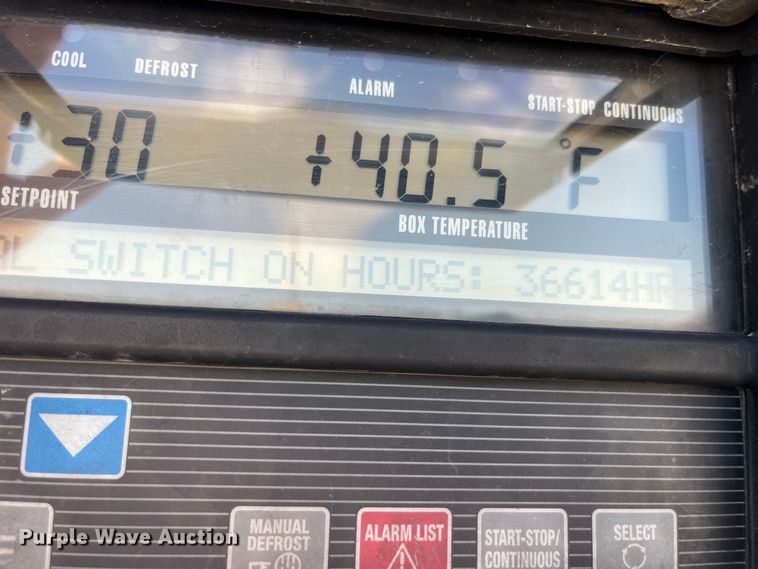 COOL DEFROST ALARM START-STOP CONTINUOUS
+30 +40.5 °F
SETPOINT BOX TEMPERATURE
SWITCH ON HOURS: 36614HR
MANUAL DEFROST
ALARM LIST
START-STOP/ CONTINUOUS
SELECT
Purple Wave Auction